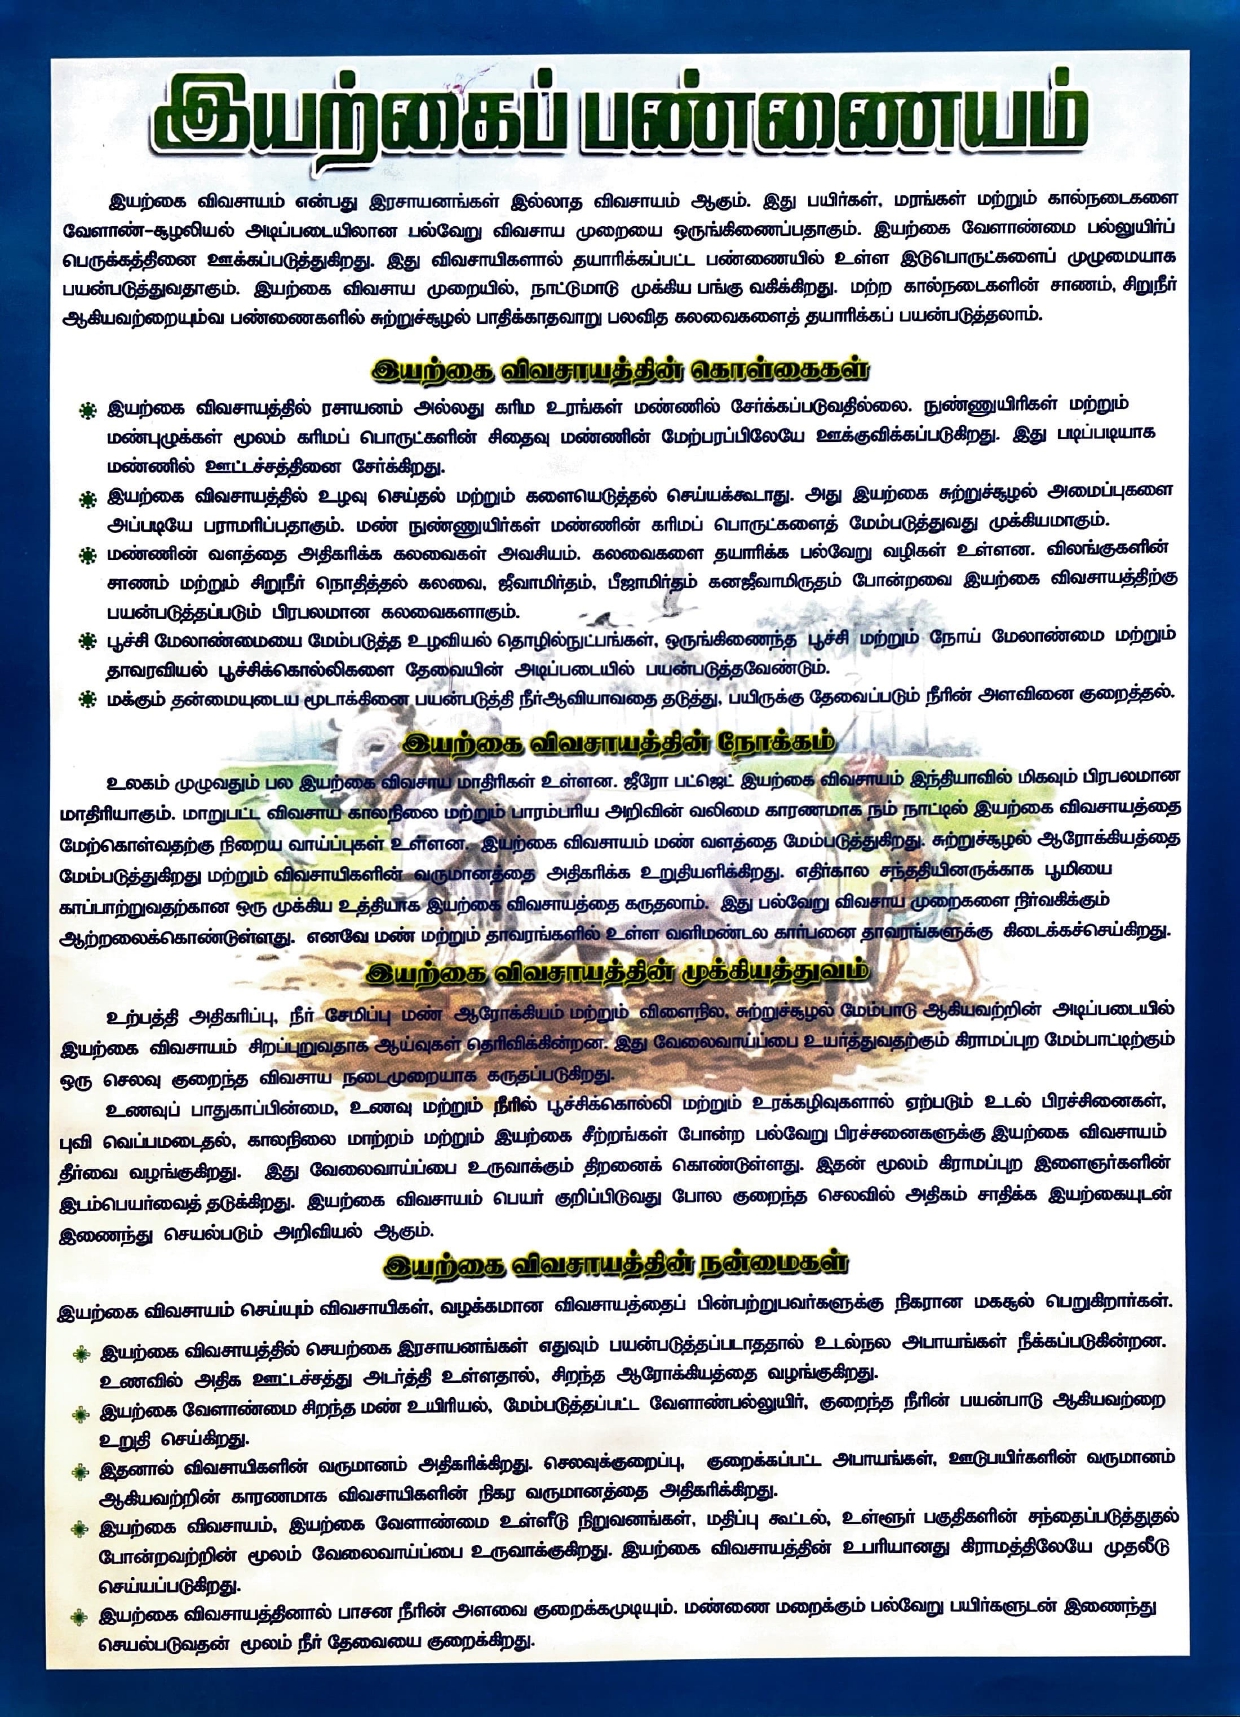 இயற்கைப் பண்ணையம்
இயற்கை விவசாயம் என்பது இரசாயனங்கள் இல்லாத விவசாயம் ஆகும். இது பயிர்கள், மரங்கள் மற்றும் கால்நடைகளை
வேளாண்-சூழலியல் அடிப்படையிலான பல்வேறு விவசாய முறையை ஒருங்கிணைப்பதாகும். இயற்கை வேளாண்மை பல்லுயிர்ப்
பெருக்கத்தினை ஊக்கப்படுத்துகிறது. இது விவசாயிகளால் தயாரிக்கப்பட்ட பண்ணையில் உள்ள இடுபொருட்களைப் முழுமையாக
பயன்படுத்துவதாகும். இயற்கை விவசாய முறையில், நாட்டுமாடு முக்கிய பங்கு வகிக்கிறது. மற்ற கால்நடைகளின் சாணம், சிறுநீர்
ஆகியவற்றையும்வ பண்ணைகளில் சுற்றுச்சூழல் பாதிக்காதவாறு பலவித கலவைகளைத் தயாரிக்கப் பயன்படுத்தலாம்.
இயற்கை விவசாயத்தின் கொள்கைகள்
இயற்கை விவசாயத்தில் ரசாயனம் அல்லது கரிம உரங்கள் மண்ணில் சேர்க்கப்படுவதில்லை. நுண்ணுயிரிகள் மற்றும்
மண்புழுக்கள் மூலம் கரிமப் பொருட்களின் சிதைவு மண்ணின் மேற்பரப்பிலேயே ஊக்குவிக்கப்படுகிறது. இது படிப்படியாக
மண்ணில் ஊட்டச்சத்தினை சேர்க்கிறது.
இயற்கை விவசாயத்தில் உழவு செய்தல் மற்றும் களையெடுத்தல் செய்யக்கூடாது. அது இயற்கை சுற்றுச்சூழல் அமைப்புகளை
அப்படியே பராமரிப்பதாகும். மண் நுண்ணுயிர்கள் மண்ணின் கரிமப் பொருட்களைத் மேம்படுத்துவது முக்கியமாகும்.
மண்ணின் வளத்தை அதிகரிக்க கலவைகள் அவசியம். கலவைகளை தயாரிக்க பல்வேறு வழிகள் உள்ளன. விலங்குகளின்
சாணம் மற்றும் சிறுநீர் நொதித்தல் கலவை, ஜீவாமிர்தம், பீஜாமிர்தம் கனஜீவாமிருதம் போன்றவை இயற்கை விவசாயத்திற்கு
பயன்படுத்தப்படும் பிரபலமான கலவைகளாகும்.
பூச்சி மேலாண்மையை மேம்படுத்த உழவியல் தொழில்நுட்பங்கள், ஒருங்கிணைந்த பூச்சி மற்றும் நோய் மேலாண்மை மற்றும்
தாவரவியல் பூச்சிக்கொல்லிகளை தேவையின் அடிப்படையில் பயன்படுத்தவேண்டும்.
மக்கும் தன்மையுடைய மூடாக்கினை பயன்படுத்தி நீர்ஆவியாவதை தடுத்து, பயிருக்கு தேவைப்படும் நீரின் அளவினை குறைத்தல்.
இயற்கை விவசாயத்தின் நோக்கம்
உலகம் முழுவதும் பல இயற்கை விவசாய மாதிரிகள் உள்ளன. ஜீரோ பட்ஜெட் இயற்கை விவசாயம் இந்தியாவில் மிகவும் பிரபலமான
மாதிரியாகும். மாறுபட்ட விவசாய காலநிலை மற்றும் பாரம்பரிய அறிவின் வலிமை காரணமாக நம் நாட்டில் இயற்கை விவசாயத்தை
மேற்கொள்வதற்கு நிறைய வாய்ப்புகள் உள்ளன. இயற்கை விவசாயம் மண் வளத்தை மேம்படுத்துகிறது. சுற்றுச்சூழல் ஆரோக்கியத்தை
மேம்படுத்துகிறது மற்றும் விவசாயிகளின் வருமானத்தை அதிகரிக்க உறுதியளிக்கிறது. எதிர்கால சந்ததியினருக்காக பூமியை
காப்பாற்றுவதற்கான ஒரு முக்கிய உத்தியாக இயற்கை விவசாயத்தை கருதலாம். இது பல்வேறு விவசாய முறைகளை நிர்வகிக்கும்
ஆற்றலைக்கொண்டுள்ளது. எனவே மண் மற்றும் தாவரங்களில் உள்ள வளிமண்டல கார்பனை தாவரங்களுக்கு கிடைக்கச்செய்கிறது.
இயற்கை விவசாயத்தின் முக்கியத்துவம்
உற்பத்தி அதிகரிப்பு, நீர் சேமிப்பு மண் ஆரோக்கியம் மற்றும் விளைநில, சுற்றுச்சூழல் மேம்பாடு ஆகியவற்றின் அடிப்படையில்
இயற்கை விவசாயம் சிறப்புறுவதாக ஆய்வுகள் தெரிவிக்கின்றன. இது வேலைவாய்ப்பை உயர்த்துவதற்கும் கிராமப்புற மேம்பாட்டிற்கும்
ஒரு செலவு குறைந்த விவசாய நடைமுறையாக கருதப்படுகிறது.
உணவுப் பாதுகாப்பின்மை, உணவு மற்றும் நீரில் பூச்சிக்கொல்லி மற்றும் உரக்கழிவுகளால் ஏற்படும் உடல் பிரச்சினைகள்,
புவி வெப்பமடைதல், காலநிலை மாற்றம் மற்றும் இயற்கை சீற்றங்கள் போன்ற பல்வேறு பிரச்சனைகளுக்கு இயற்கை விவசாயம்
தீர்வை வழங்குகிறது. இது வேலைவாய்ப்பை உருவாக்கும் திறனைக் கொண்டுள்ளது. இதன் மூலம் கிராமப்புற இளைஞர்களின்
இடம்பெயர்வைத் தடுக்கிறது. இயற்கை விவசாயம் பெயர் குறிப்பிடுவது போல குறைந்த செலவில் அதிகம் சாதிக்க இயற்கையுடன்
இணைந்து செயல்படும் அறிவியல் ஆகும்.
இயற்கை விவசாயத்தின் நன்மைகள்
இயற்கை விவசாயம் செய்யும் விவசாயிகள், வழக்கமான விவசாயத்தைப் பின்பற்றுபவர்களுக்கு நிகரான மகசூல் பெறுகிறார்கள்.
இயற்கை விவசாயத்தில் செயற்கை இரசாயனங்கள் எதுவும் பயன்படுத்தப்படாததால் உடல்நல அபாயங்கள் நீக்கப்படுகின்றன.
உணவில் அதிக ஊட்டச்சத்து அடர்த்தி உள்ளதால், சிறந்த ஆரோக்கியத்தை வழங்குகிறது.
இயற்கை வேளாண்மை சிறந்த மண் உயிரியல், மேம்படுத்தப்பட்ட வேளாண்பல்லுயிர், குறைந்த நீரின் பயன்பாடு ஆகியவற்றை
உறுதி செய்கிறது.
இதனால் விவசாயிகளின் வருமானம் அதிகரிக்கிறது. செலவுக்குறைப்பு, குறைக்கப்பட்ட அபாயங்கள், ஊடுபயிர்களின் வருமானம்
ஆகியவற்றின் காரணமாக விவசாயிகளின் நிகர வருமானத்தை அதிகரிக்கிறது.
இயற்கை விவசாயம், இயற்கை வேளாண்மை உள்ளீடு நிறுவனங்கள், மதிப்பு கூட்டல், உள்ளூர் பகுதிகளின் சந்தைப்படுத்துதல்
போன்றவற்றின் மூலம் வேலைவாய்ப்பை உருவாக்குகிறது. இயற்கை விவசாயத்தின் உபரியானது கிராமத்திலேயே முதலீடு
செய்யப்படுகிறது.
இயற்கை விவசாயத்தினால் பாசன நீரின் அளவை குறைக்கமுடியும். மண்ணை மறைக்கும் பல்வேறு பயிர்களுடன் இணைந்து
செயல்படுவதன் மூலம் நீர் தேவையை குறைக்கிறது.